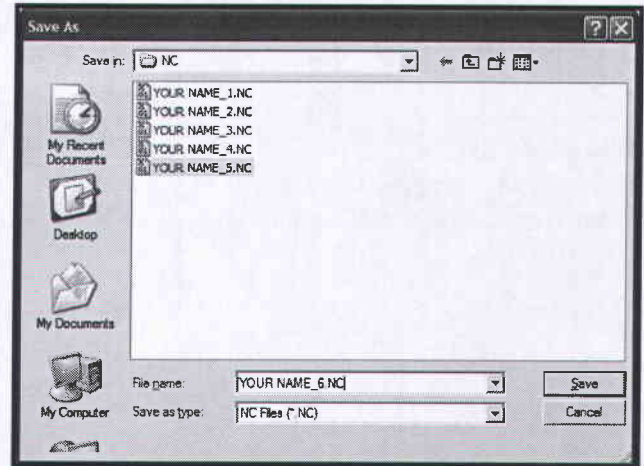 Save As
Save in:
NC
YOUR NAME_1.NC
YOUR NAME_2.NC
YOUR NAME_3.NC
YOUR NAME_4.NC
YOUR NAME_5.NC
My Recent
Documents
Desktop
My Documents
My Computer
File name:
YOUR NAME_6.NC
Save
Save as type:
NC Files (*.NC)
Cancel